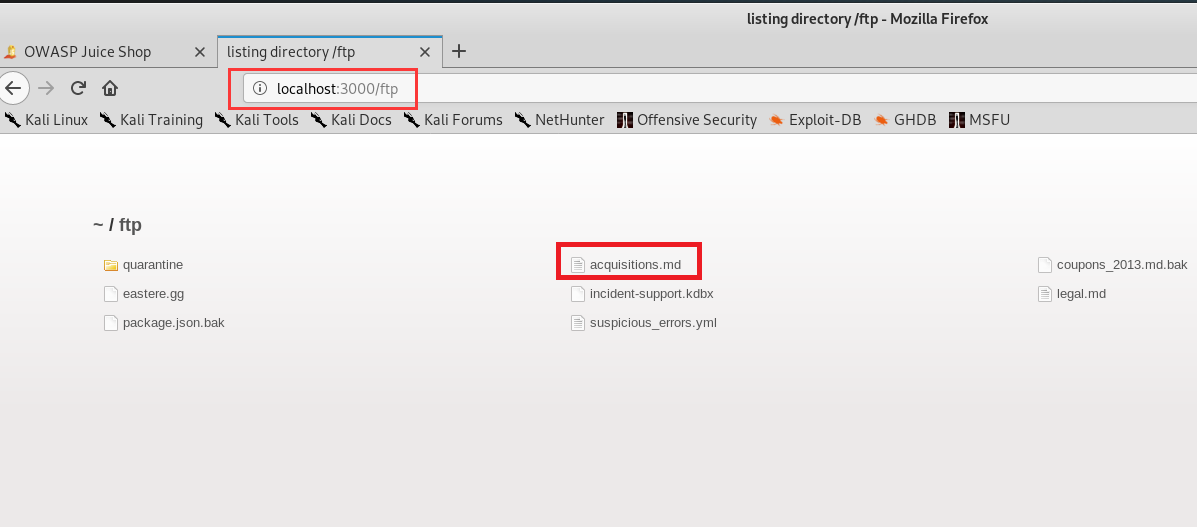 listing directory /ftp - Mozilla Firefox
OWASP Juice Shop listing directory /ftp
localhost:3000/ftp
Kali Linux Kali Training Kali Tools Kali Docs Kali Forums NetHunter Offensive Security Exploit-DB GHDB MSFU
~ / ftp
quarantine acquisitions.md coupons_2013.md.bak
eastere.gg incident-support.kdbx legal.md
package.json.bak suspicious_errors.yml